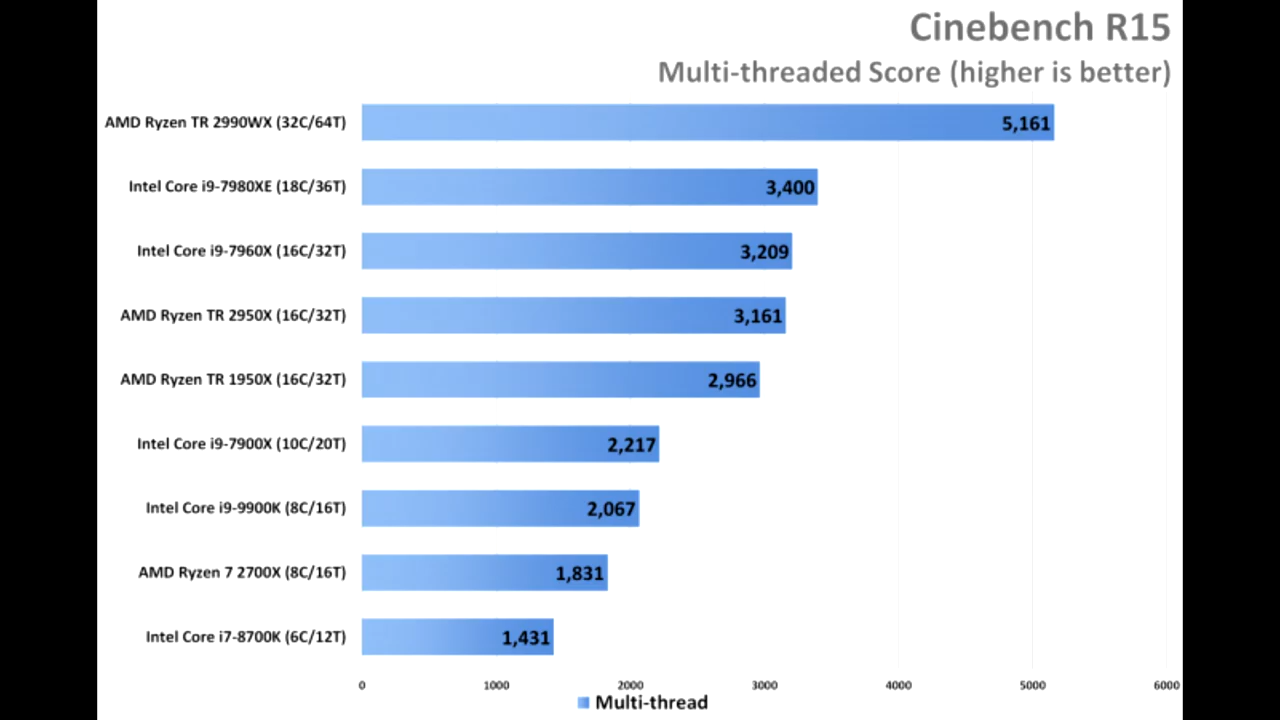 Cinebench R15
Multi-threaded Score (higher is better)
AMD Ryzen TR 2990WX (32C/64T) 5,161
Intel Core i9-7980XE (18C/36T) 3,400
Intel Core i9-7960X (16C/32T) 3,209
AMD Ryzen TR 2950X (16C/32T) 3,161
AMD Ryzen TR 1950X (16C/32T) 2,966
Intel Core i9-7900X (10C/20T) 2,217
Intel Core i9-9900K (8C/16T) 2,067
AMD Ryzen 7 2700X (8C/16T) 1,831
Intel Core i7-8700K (6C/12T) 1,431
0 1000 2000 3000 4000 5000 6000
Multi-thread